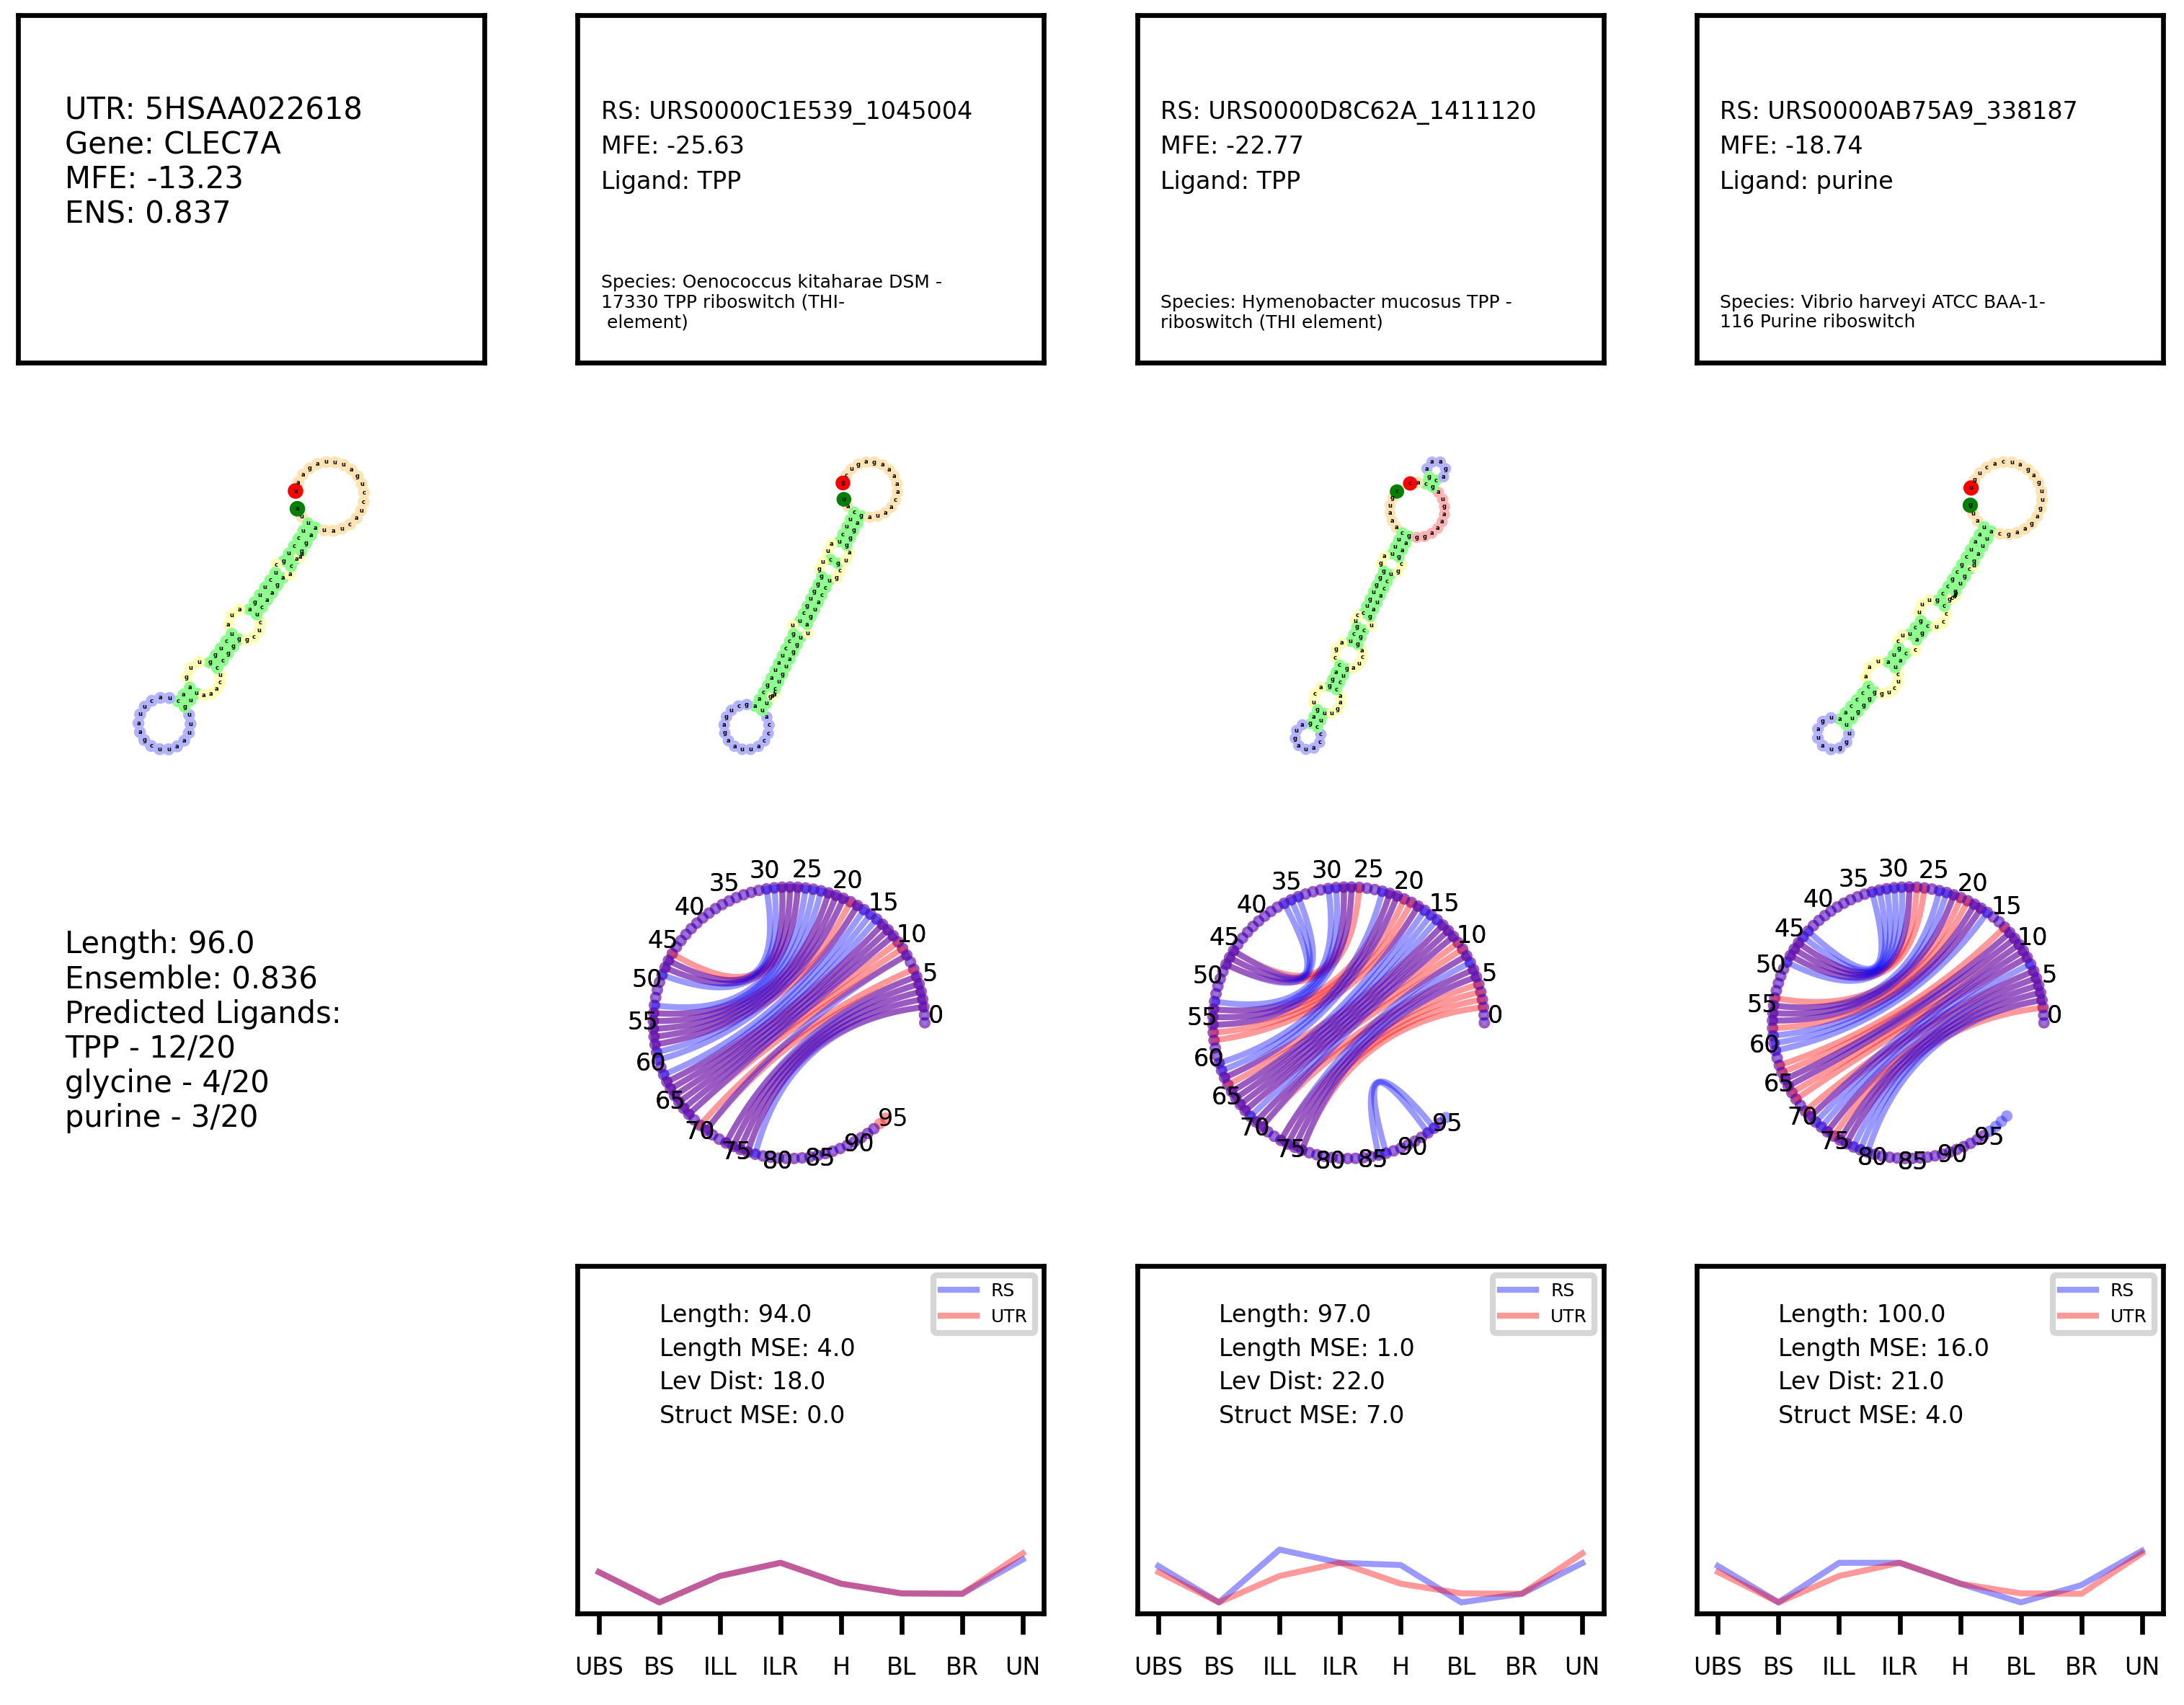 UTR: 5HSAA022618
Gene: CLEC7A
MFE: -13.23
ENS: 0.837
RS: URS0000C1E539_1045004
MFE: -25.63
Ligand: TPP
Species: Oenococcus kitaharae DSM -
17330 TPP riboswitch (THI-
element)
RS: URS0000D8C62A_1411120
MFE: -22.77
Ligand: TPP
Species: Hymenobacter mucosus TPP -
riboswitch (THI element)
RS: URS0000AB75A9_338187
MFE: -18.74
Ligand: purine
Species: Vibrio harveyi ATCC BAA-1-
116 Purine riboswitch
Length: 96.0
Ensemble: 0.836
Predicted Ligands:
TPP - 12/20
glycine - 4/20
purine - 3/20
0
5
10
15
20
25
30
35
40
45
50
55
60
65
70
75
80
85
90
95
0
5
10
15
20
25
30
35
40
45
50
55
60
65
70
75
80
85
90
95
0
5
10
15
20
25
30
35
40
45
50
55
60
65
70
75
80
85
90
95
RS
UTR
Length: 94.0
Length MSE: 4.0
Lev Dist: 18.0
Struct MSE: 0.0
UBS BS ILL ILR H BL BR UN
RS
UTR
Length: 97.0
Length MSE: 1.0
Lev Dist: 22.0
Struct MSE: 7.0
UBS BS ILL ILR H BL BR UN
RS
UTR
Length: 100.0
Length MSE: 16.0
Lev Dist: 21.0
Struct MSE: 4.0
UBS BS ILL ILR H BL BR UN